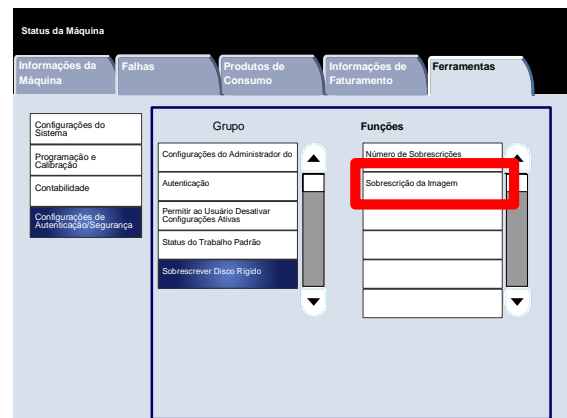 Status da Máquina
Informações da
Máquina
Falhas
Produtos de
Consumo
Informações de
Faturamento
Ferramentas
Configurações do
Sistema
Programação e
Calibração
Contabilidade
Configurações de
Autenticação/Segurança
Grupo
Configurações do Administrador do
Autenticação
Permitir ao Usuário Desativar
Configurações Ativas
Status do Trabalho Padrão
Sobrescrever Disco Rígido
Funções
Número de Sobrescrições
Sobrescrição da Imagem